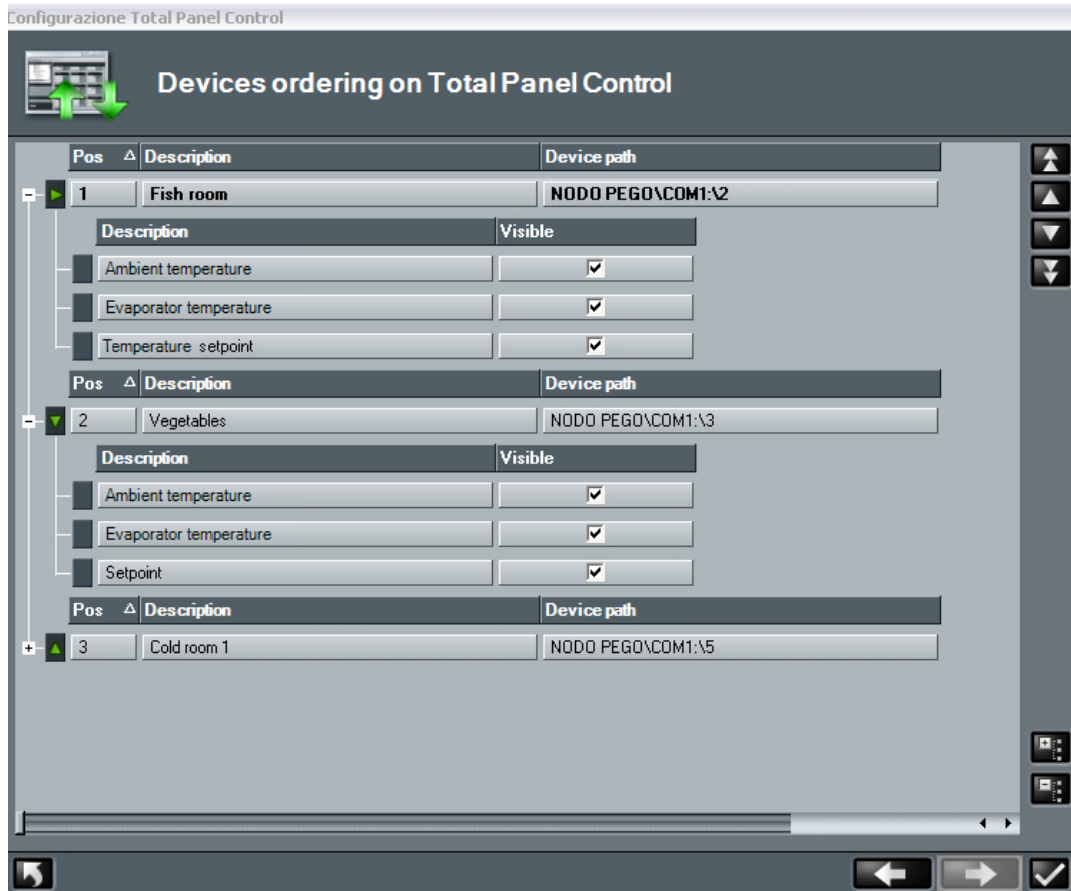 Configurazione Total Panel Control
Devices ordering on Total Panel Control
Pos Description Device path
1 Fish room NODO PEGO\COM1:\2
Description Visible
Ambient temperature
Evaporator temperature
Temperature setpoint
Pos Description Device path
2 Vegetables NODO PEGO\COM1:\3
Description Visible
Ambient temperature
Evaporator temperature
Setpoint
Pos Description Device path
3 Cold room 1 NODO PEGO\COM1:\5